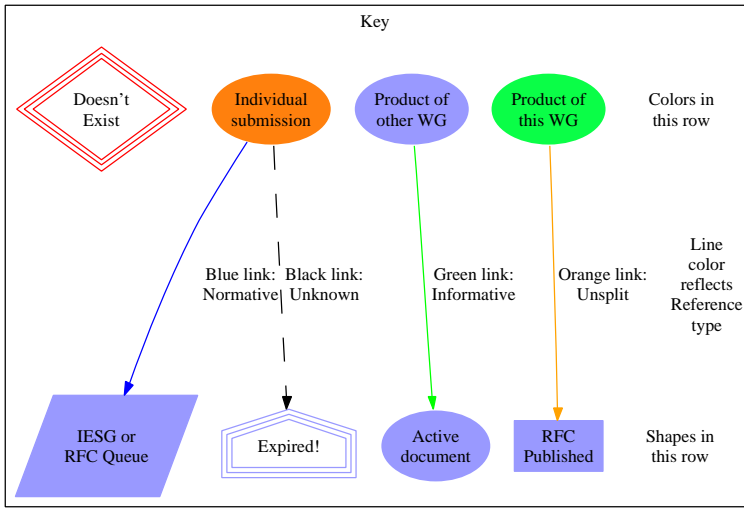 Key
Doesn't
Exist
Individual
submission
Product of
other WG
Product of
this WG
Colors in
this row
Blue link:
Normative
Black link:
Unknown
Green link:
Informative
Orange link:
Unsplit
Line
color
reflects
Reference
type
IESG or
RFC Queue
Expired!
Active
document
RFC
Published
Shapes in
this row